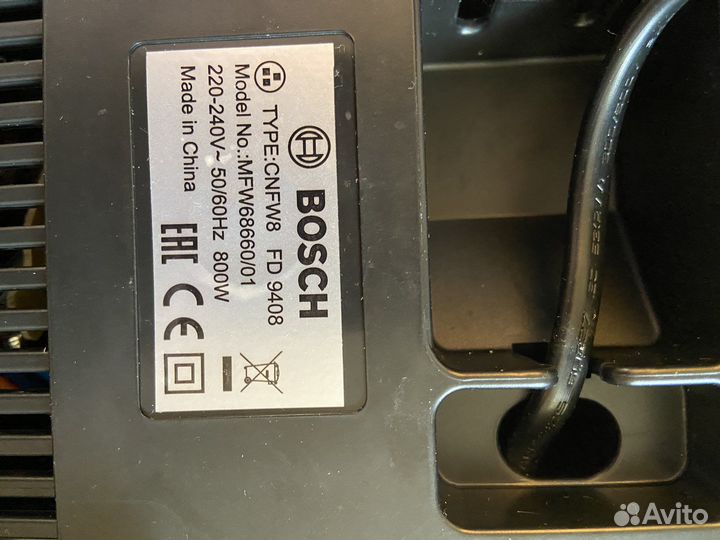 BOSCH
TYPE:CNFW8 FD 9408
Model No.:MFW68660/01
220-240V~ 50/60Hz 800W
Made in China
EAC CE
Avito